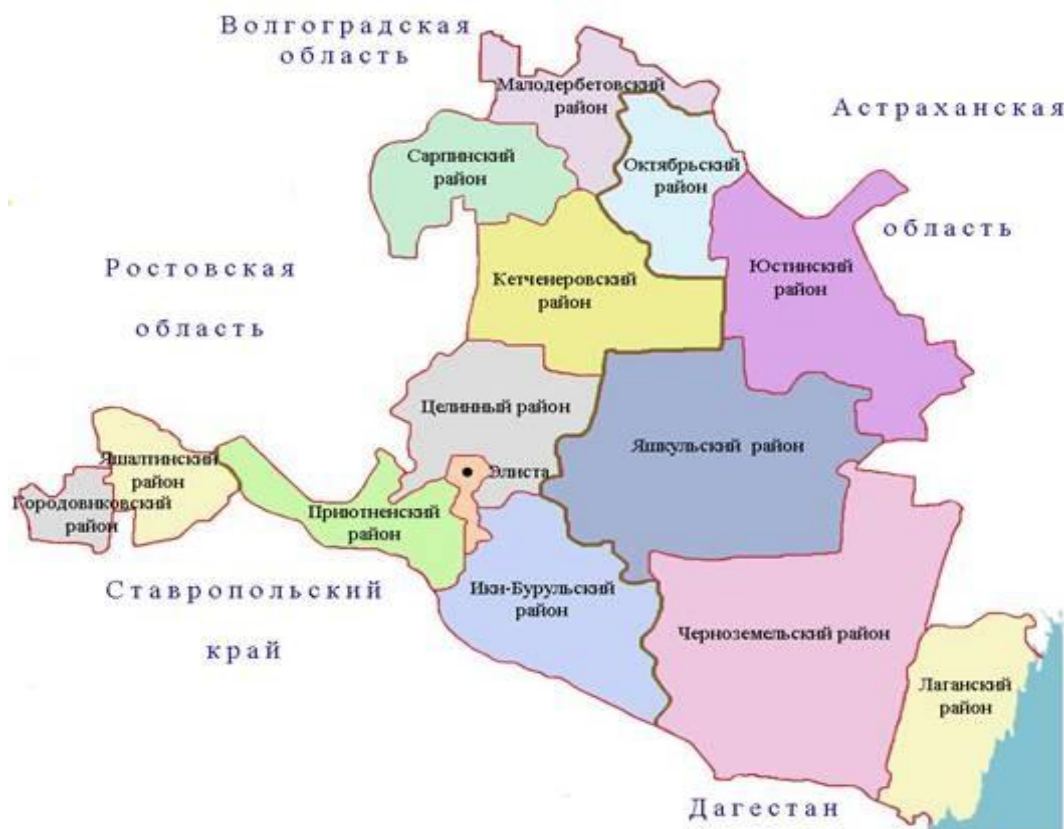 Волгоградская
область
Малодербетовский
район
Астраханская
область
Сарпинский
район
Октябрьский
район
Ростовская
область
Кетченеровский
район
Юстинский
район
Целинный район
Яшкульский район
Элиста
Яшалтинский
район
Городовиковский
район
Приютненский
район
Ставропольский
край
Ики-Бурульский
район
Черноземельский район
Лаганский
район
Дагестан